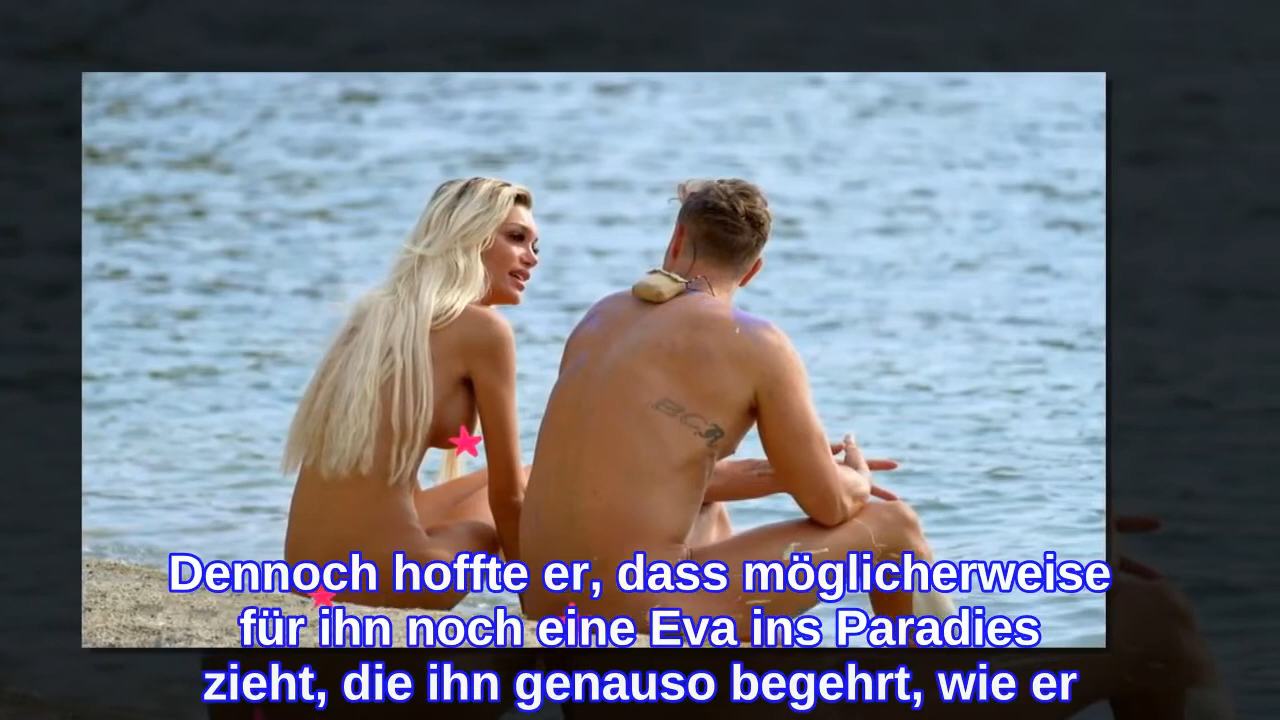 BCR
Dennoch hoffte er, dass möglicherweise
für ihn noch eine Eva ins Paradies
zieht, die ihn genauso begehrt, wie er